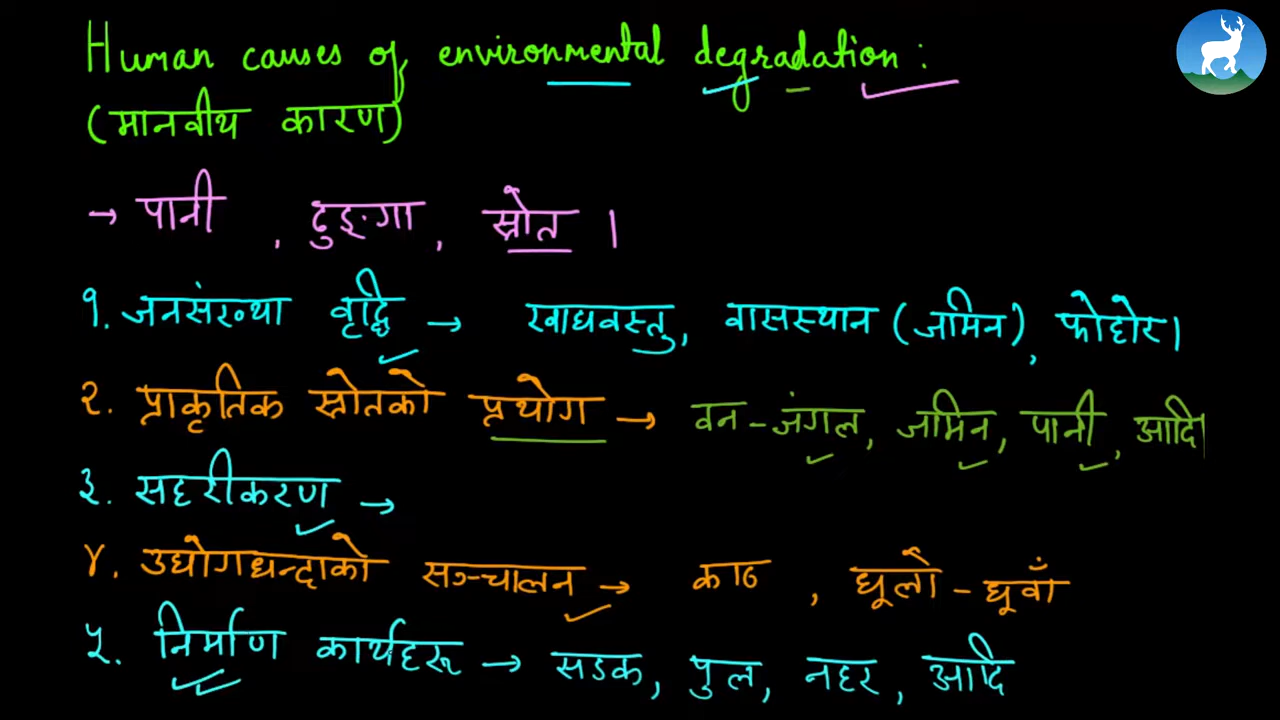 Human causes of environmental degradation :
(मानवीय कारण)
→ पानी , ढुङ्गा, स्रोत ।
१. जनसंख्या वृद्धि → खाद्यवस्तु, वासस्थान (जमिन), फोहोर।
२. प्राकृतिक स्रोतको प्रयोग → वन-जंगल, जमिन, पानी, आदि
३. सहरीकरण →
४. उद्योगधन्दाको सञ्चालन → काठ , धूलो - धूवाँ
५. निर्माण कार्यहरू → सडक, पुल, नहर, आदि